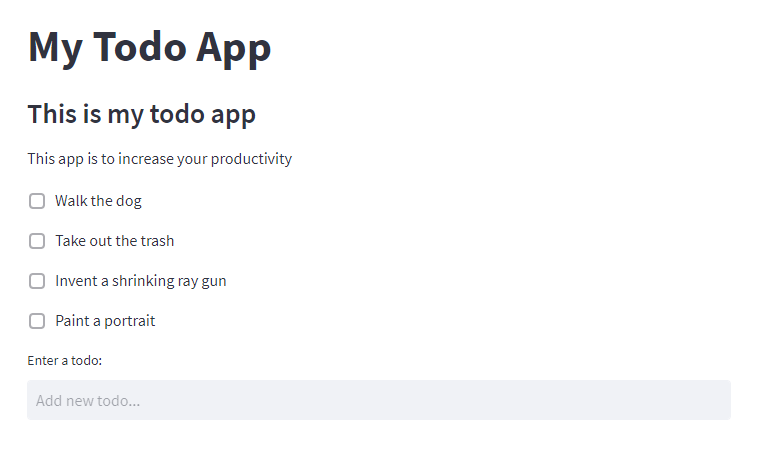 My Todo App
This is my todo app
This app is to increase your productivity
Walk the dog
Take out the trash
Invent a shrinking ray gun
Paint a portrait
Enter a todo:
Add new todo...